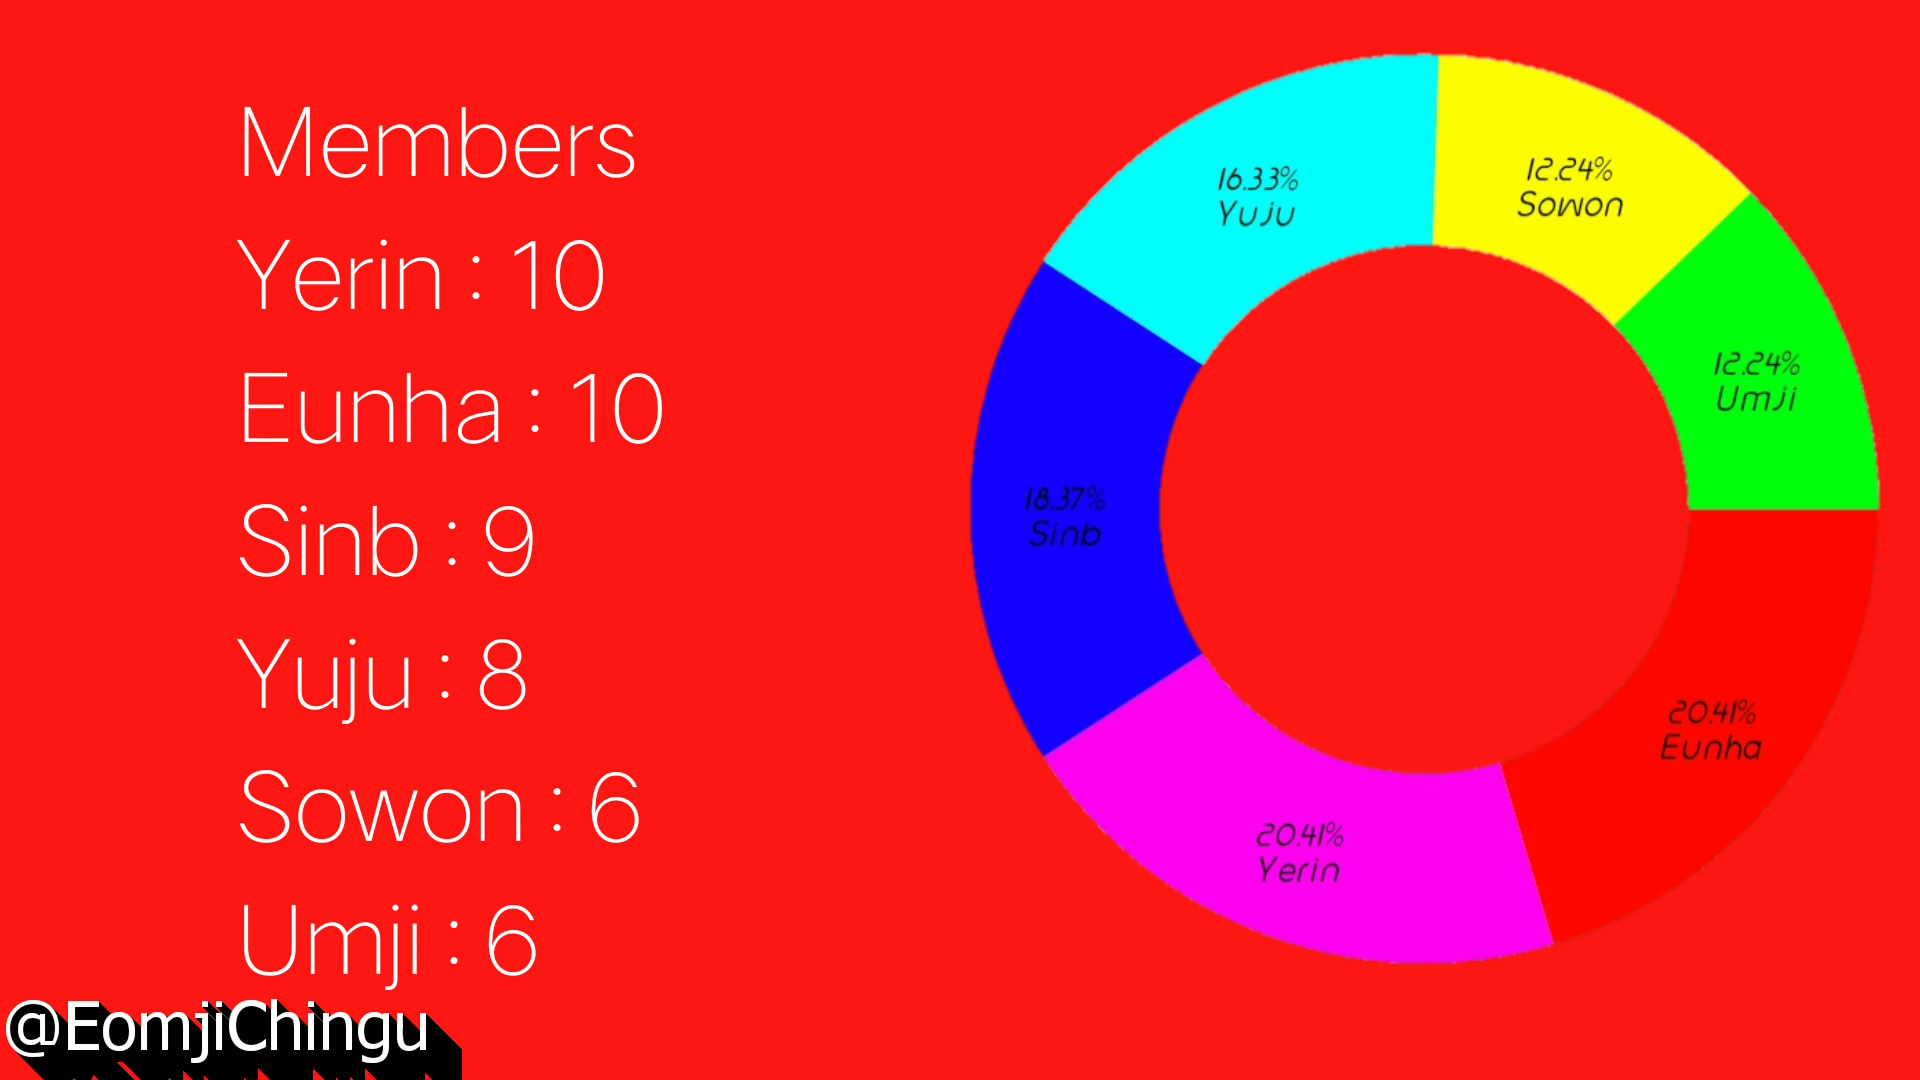 Members
Yerin : 10
Eunha : 10
Sinb : 9
Yuju : 8
Sowon : 6
Umji : 6
@EomjiChingu
16.33%
Yuju
12.24%
Sowon
12.24%
Umji
18.37%
Sinb
20.41%
Eunha
20.41%
Yerin